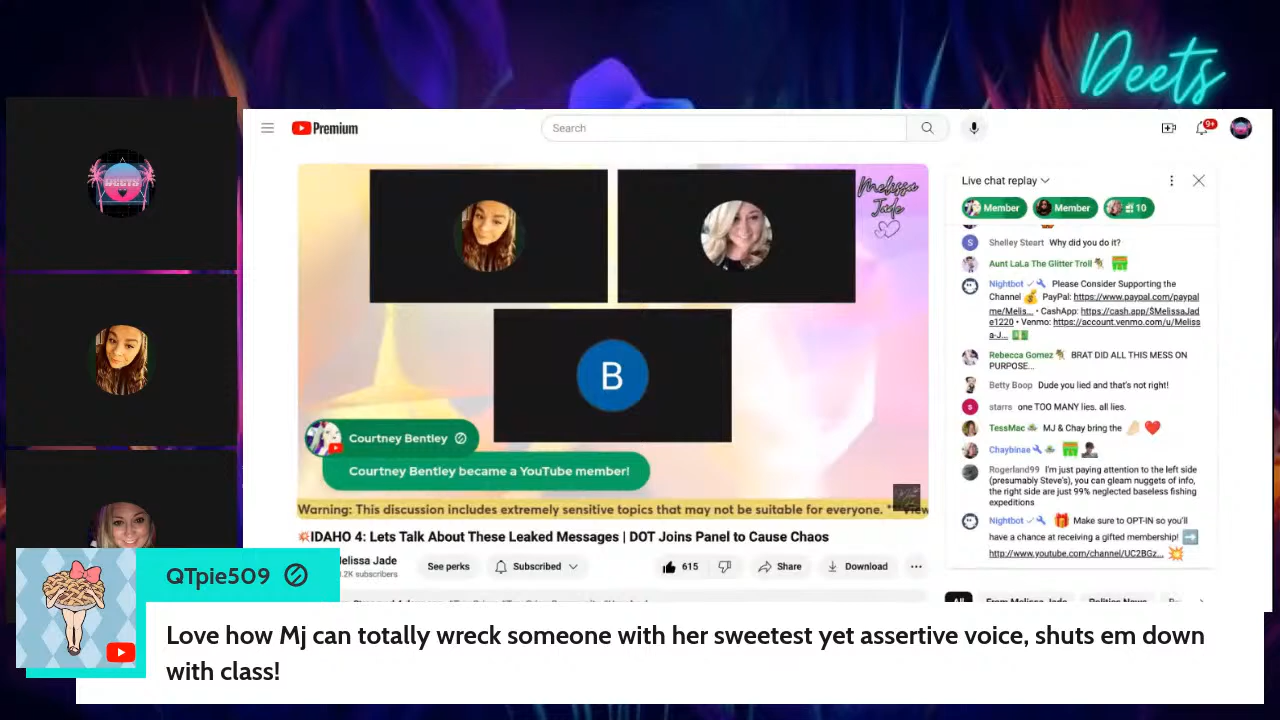 Deets
Premium
Search
9+
Melissa
Jade
B
Courtney Bentley
Courtney Bentley became a YouTube member!
Warning: This discussion includes extremely sensitive topics that may not be suitable for everyone. *
💥IDAHO 4: Lets Talk About These Leaked Messages | DOT Joins Panel to Cause Chaos
elissa Jade
.2K subscribers
See perks
Subscribed
615
Share
Download
Live chat replay
Member
Member
10
S
Shelley Steart Why did you do it?
Aunt LaLa The Glitter Troll
Nightbot Please Consider Supporting the
Channel 💰 PayPal: https://www.paypal.com/paypal
me/Melis... • CashApp: https://cash.app/$MelissaJad
e1220 • Venmo: https://account.venmo.com/u/Meliss
a-J... 💵
Rebecca Gomez BRAT DID ALL THIS MESS ON
PURPOSE...
Betty Boop Dude you lied and that's not right!
s
starrs one TOO MANY lies. all lies.
TessMac MJ & Chay bring the
Chaybinae
Rogerland99 I'm just paying attention to the left side
(presumably Steve's), you can gleam nuggets of info,
the right side are just 99% neglected baseless fishing
expeditions
Nightbot 🎁 Make sure to OPT-IN so you'll
have a chance at receiving a gifted membership! ➡️
http://www.youtube.com/channel/UC2BGz... 💥
All
From Melissa Jade
Politics News
QTpie509
Love how Mj can totally wreck someone with her sweetest yet assertive voice, shuts em down
with class!